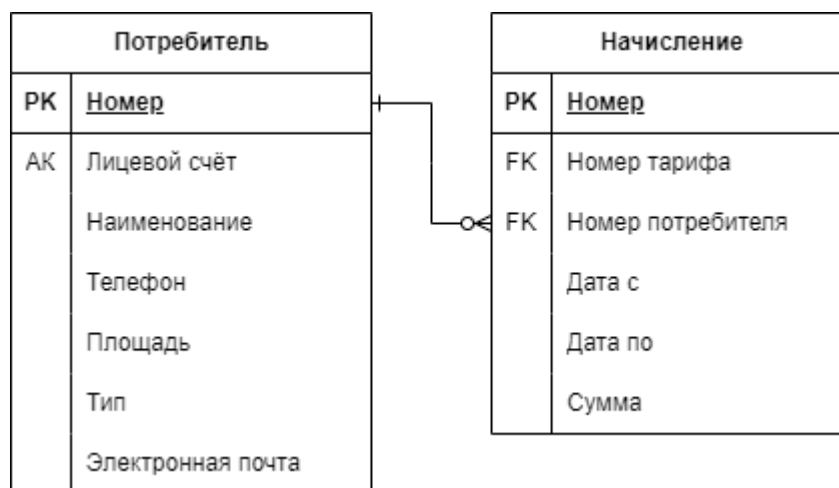 Потребитель
PK Номер
АК Лицевой счёт
Наименование
Телефон
Площадь
Тип
Электронная почта
Начисление
PK Номер
FK Номер тарифа
FK Номер потребителя
Дата с
Дата по
Сумма